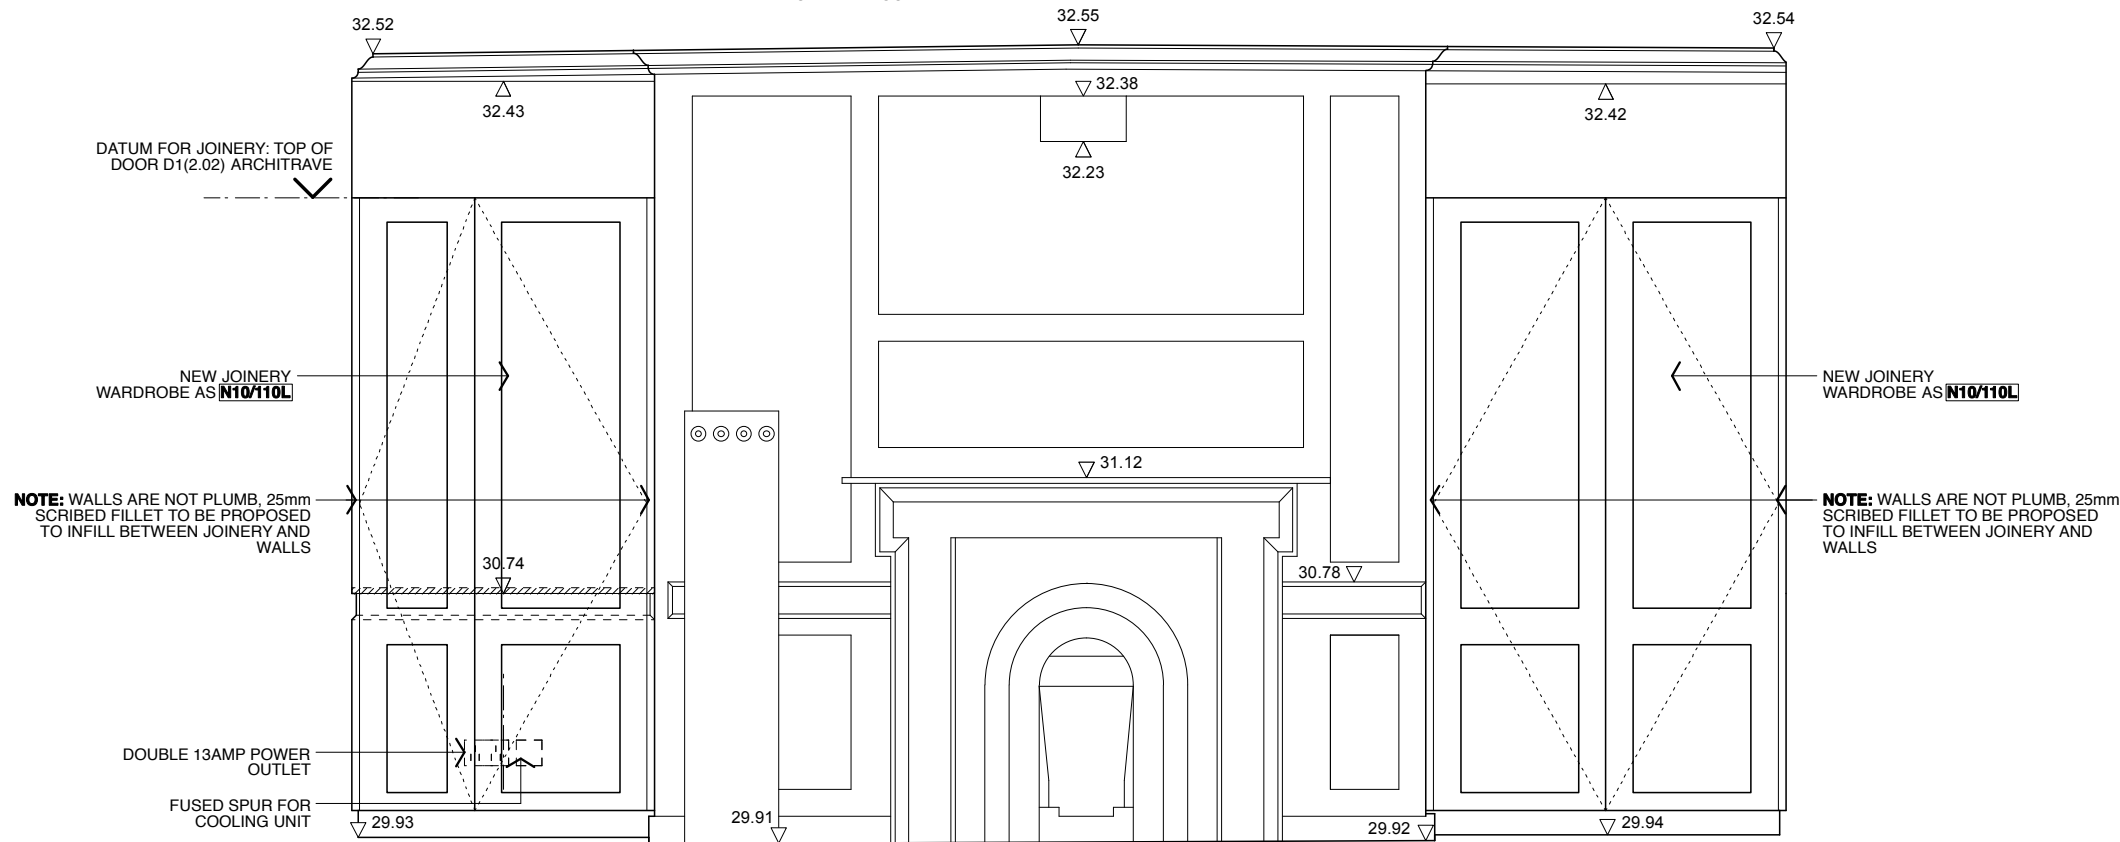 32.52
32.55
32.54
32.38
32.43
32.42
DATUM FOR JOINERY: TOP OF
DOOR D1(2.02) ARCHITRAVE
32.23
NEW JOINERY
WARDROBE AS N10/110L
NEW JOINERY
WARDROBE AS N10/110L
31.12
NOTE: WALLS ARE NOT PLUMB, 25mm
SCRIBED FILLET TO BE PROPOSED
TO INFILL BETWEEN JOINERY AND
WALLS
NOTE: WALLS ARE NOT PLUMB, 25mm
SCRIBED FILLET TO BE PROPOSED
TO INFILL BETWEEN JOINERY AND
WALLS
30.74
30.78
DOUBLE 13AMP POWER
OUTLET
FUSED SPUR FOR
COOLING UNIT
29.93
29.91
29.92
29.94